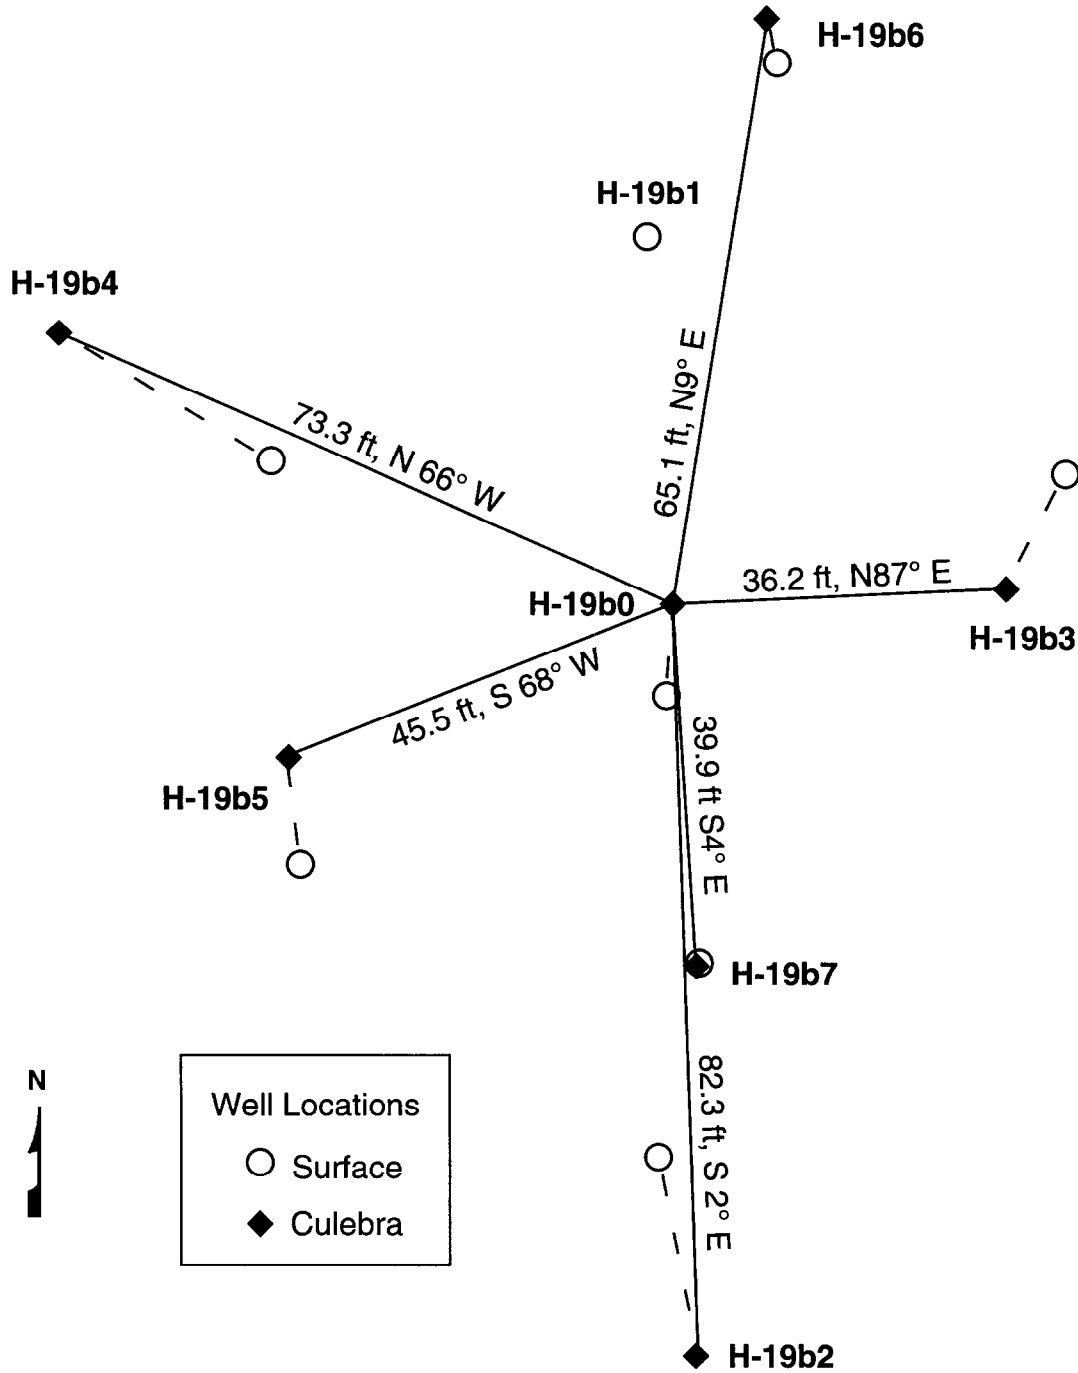 H-19b6
H-19b1
H-19b4
65.1 ft, N9° E
73.3 ft, N 66° W
36.2 ft, N87° E
H-19b0
H-19b3
45.5 ft, S 68° W
39.9 ft S4° E
H-19b5
H-19b7
82.3 ft, S 2° E
N
Well Locations
Surface
Culebra
H-19b2